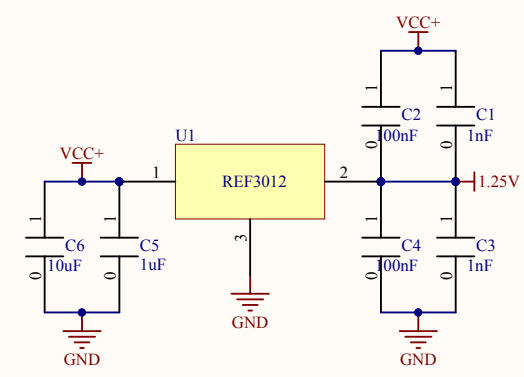 VCC+
1
1
C2
C1
100nF
1nF
0
0
U1
VCC+
1
REF3012
2
1.25V
3
1
1
1
1
C6
C5
C4
C3
10uF
1uF
100nF
1nF
0
0
0
0
GND
GND
GND